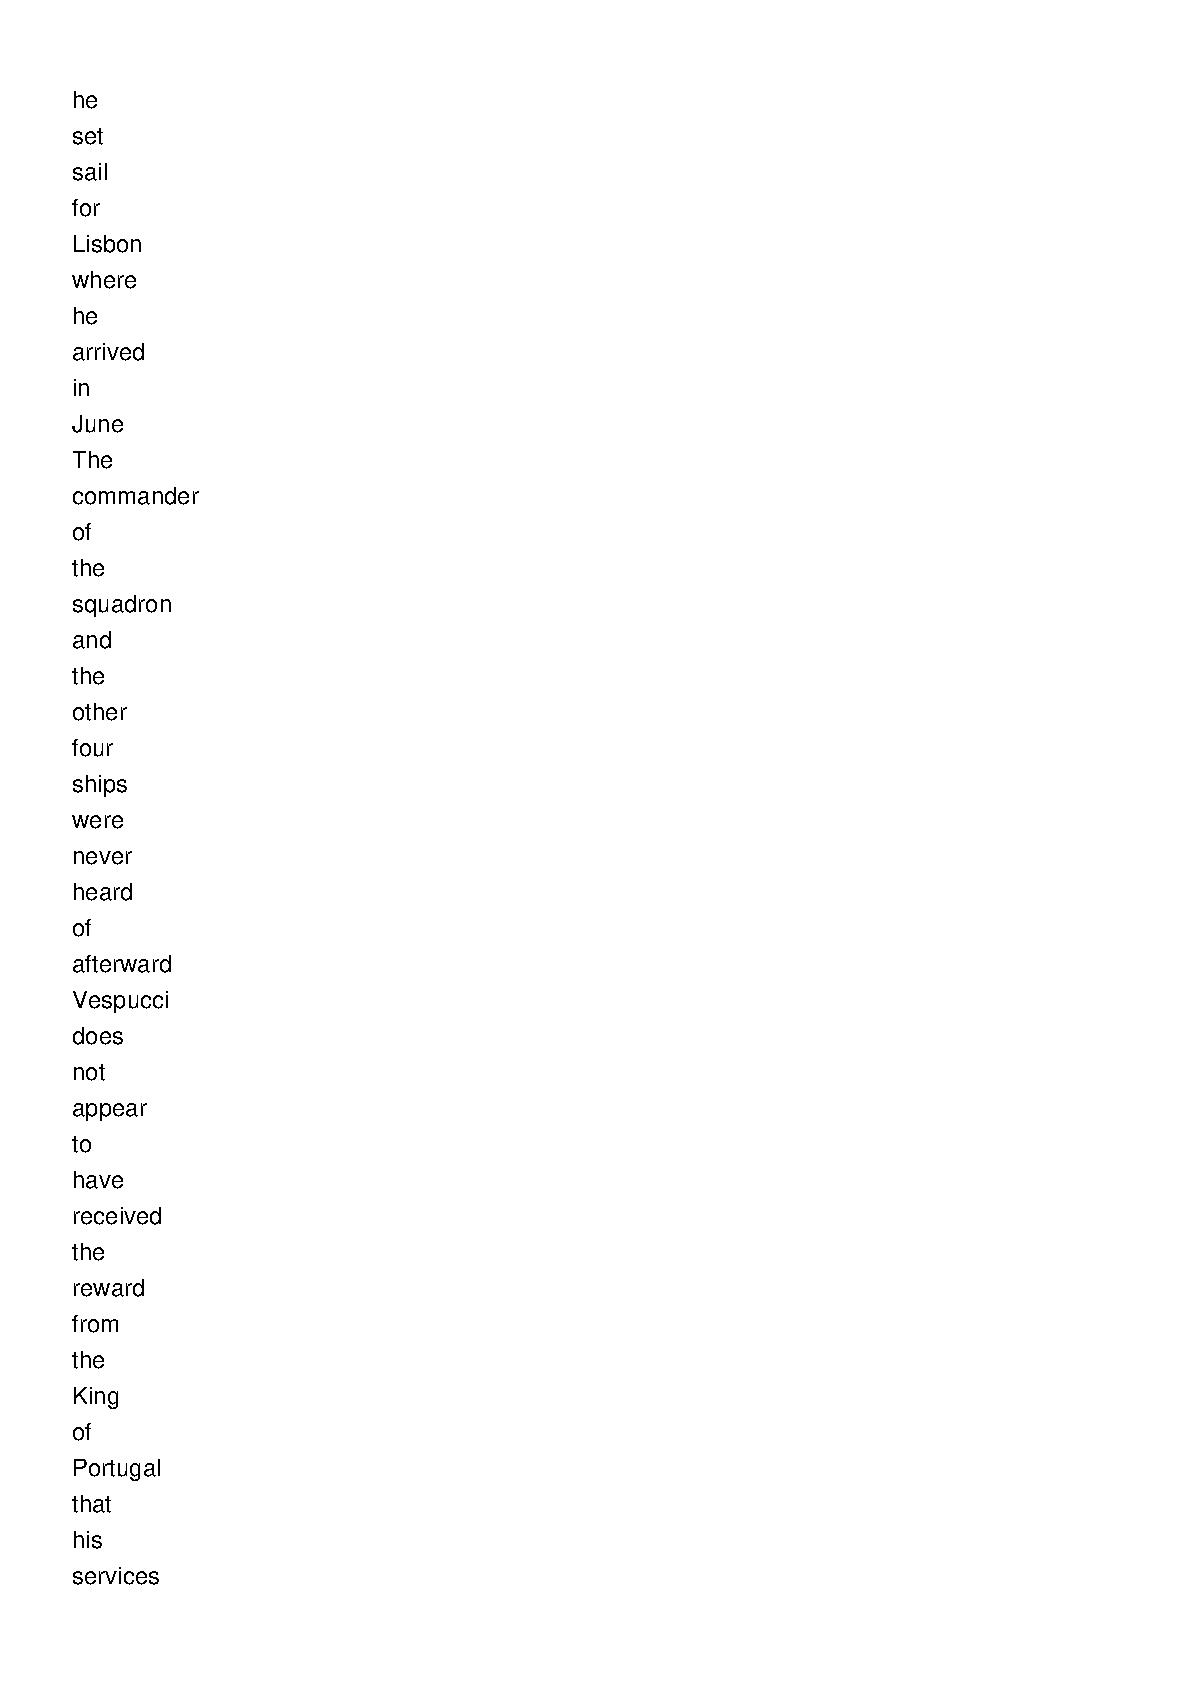 he
set
sail
for
Lisbon
where
he
arrived
in
June
The
commander
of
the
squadron
and
the
other
four
ships
were
never
heard
of
afterward
Vespucci
does
not
appear
to
have
received
the
reward
from
the
King
of
Portugal
that
his
services